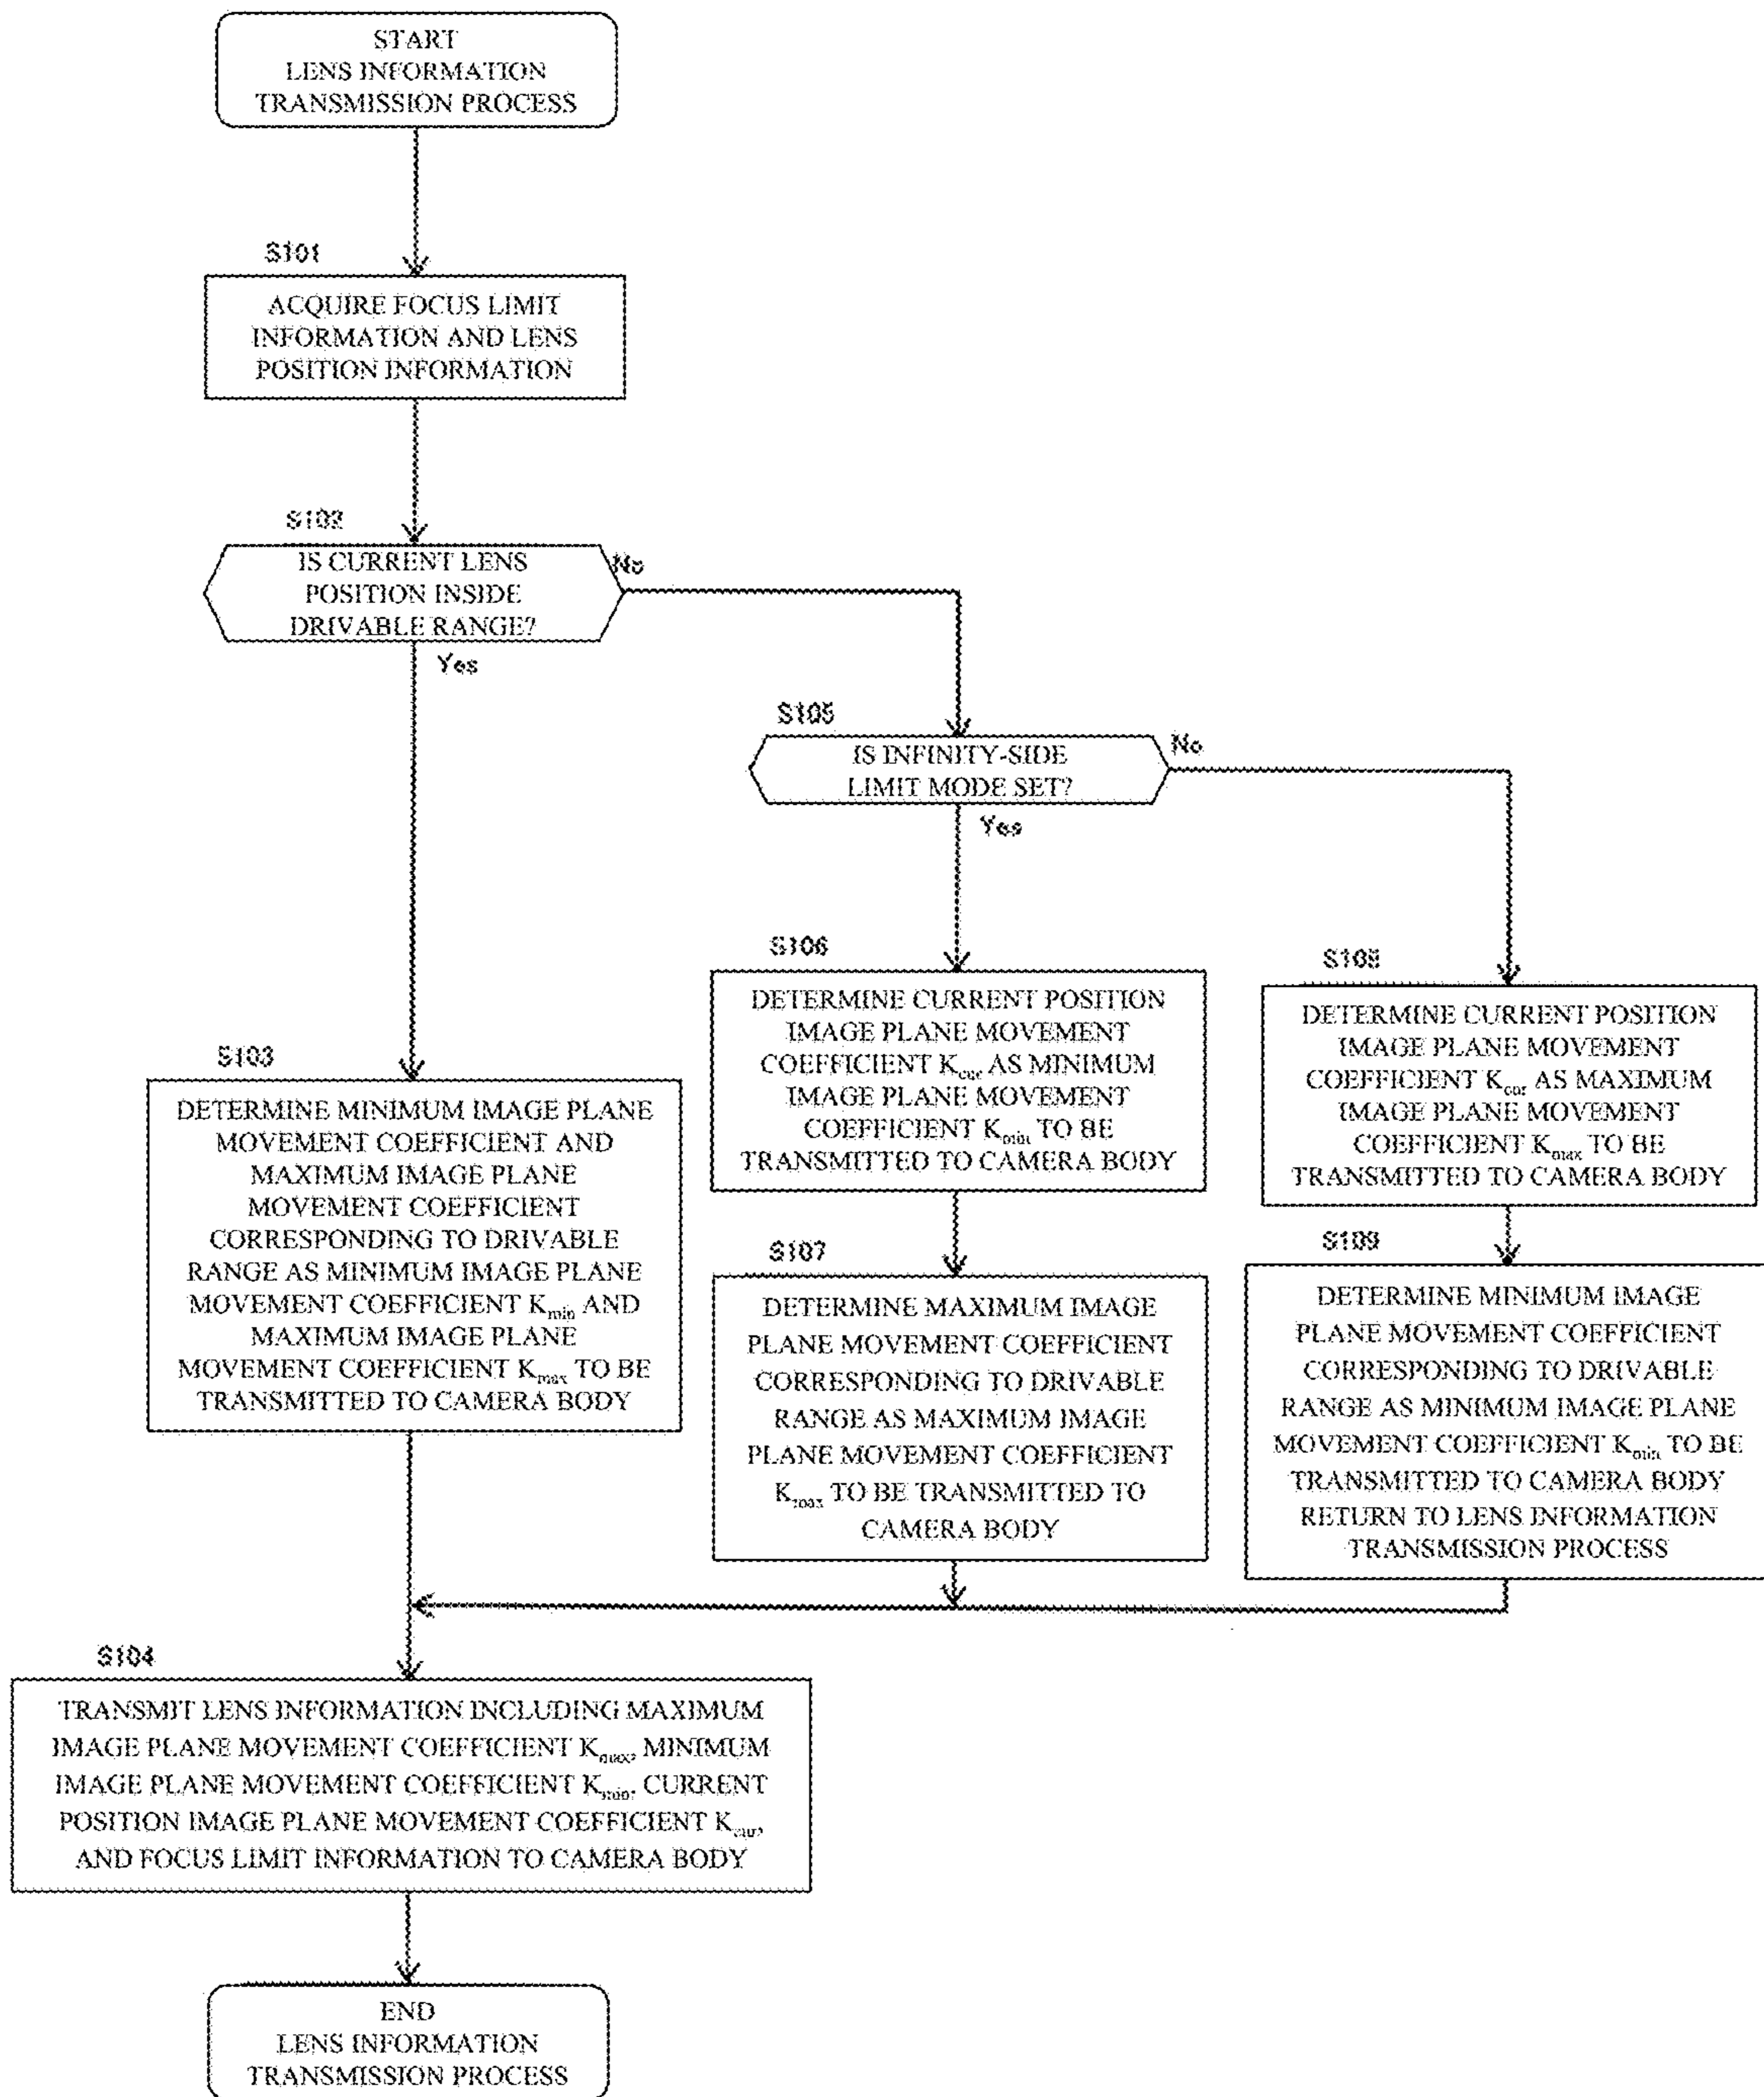 START
LENS INFORMATION
TRANSMISSION PROCESS
S101
ACQUIRE FOCUS LIMIT
INFORMATION AND LENS
POSITION INFORMATION
S102
IS CURRENT LENS
POSITION INSIDE
DRIVABLE RANGE?
No
Yes
S105
IS INFINITY-SIDE
LIMIT MODE SET?
No
Yes
S103
DETERMINE MINIMUM IMAGE PLANE
MOVEMENT COEFFICIENT AND
MAXIMUM IMAGE PLANE
MOVEMENT COEFFICIENT
CORRESPONDING TO DRIVABLE
RANGE AS MINIMUM IMAGE PLANE
MOVEMENT COEFFICIENT Kmin AND
MAXIMUM IMAGE PLANE
MOVEMENT COEFFICIENT Kmax TO BE
TRANSMITTED TO CAMERA BODY
S106
DETERMINE CURRENT POSITION
IMAGE PLANE MOVEMENT
COEFFICIENT Kcur AS MINIMUM
IMAGE PLANE MOVEMENT
COEFFICIENT Kmin TO BE
TRANSMITTED TO CAMERA BODY
S107
DETERMINE MAXIMUM IMAGE
PLANE MOVEMENT COEFFICIENT
CORRESPONDING TO DRIVABLE
RANGE AS MAXIMUM IMAGE
PLANE MOVEMENT COEFFICIENT
Kmax TO BE TRANSMITTED TO
CAMERA BODY
S108
DETERMINE CURRENT POSITION
IMAGE PLANE MOVEMENT
COEFFICIENT Kcur AS MAXIMUM
IMAGE PLANE MOVEMENT
COEFFICIENT Kmax TO BE
TRANSMITTED TO CAMERA BODY
S109
DETERMINE MINIMUM IMAGE
PLANE MOVEMENT COEFFICIENT
CORRESPONDING TO DRIVABLE
RANGE AS MINIMUM IMAGE PLANE
MOVEMENT COEFFICIENT Kmin TO BE
TRANSMITTED TO CAMERA BODY
RETURN TO LENS INFORMATION
TRANSMISSION PROCESS
S104
TRANSMIT LENS INFORMATION INCLUDING MAXIMUM
IMAGE PLANE MOVEMENT COEFFICIENT Kmax, MINIMUM
IMAGE PLANE MOVEMENT COEFFICIENT Kmin, CURRENT
POSITION IMAGE PLANE MOVEMENT COEFFICIENT Kcur,
AND FOCUS LIMIT INFORMATION TO CAMERA BODY
END
LENS INFORMATION
TRANSMISSION PROCESS